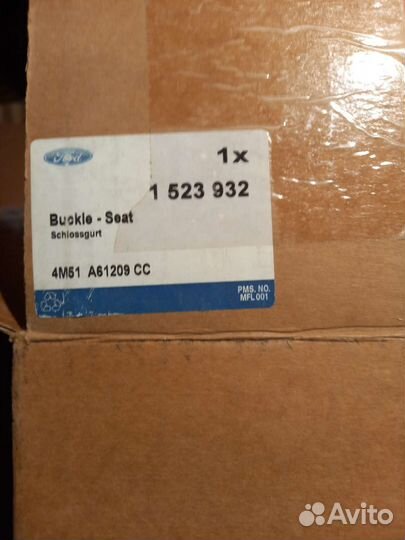 Ford
1x
1 523 932
Buckle - Seat
Schlossgurt
4M51 A61209 CC
PMS. NO.
MFL001
Avito